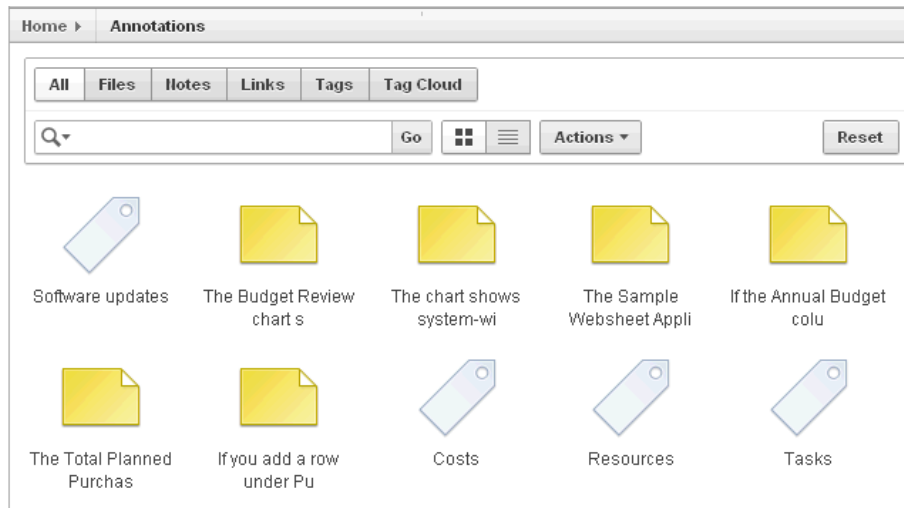 Home
Annotations
All Files Notes Links Tags Tag Cloud
Go Actions Reset
Software updates
The Budget Review
chart s
The chart shows
system-wi
The Sample
Websheet Appli
If the Annual Budget
colu
The Total Planned
Purchas
If you add a row
under Pu
Costs
Resources
Tasks